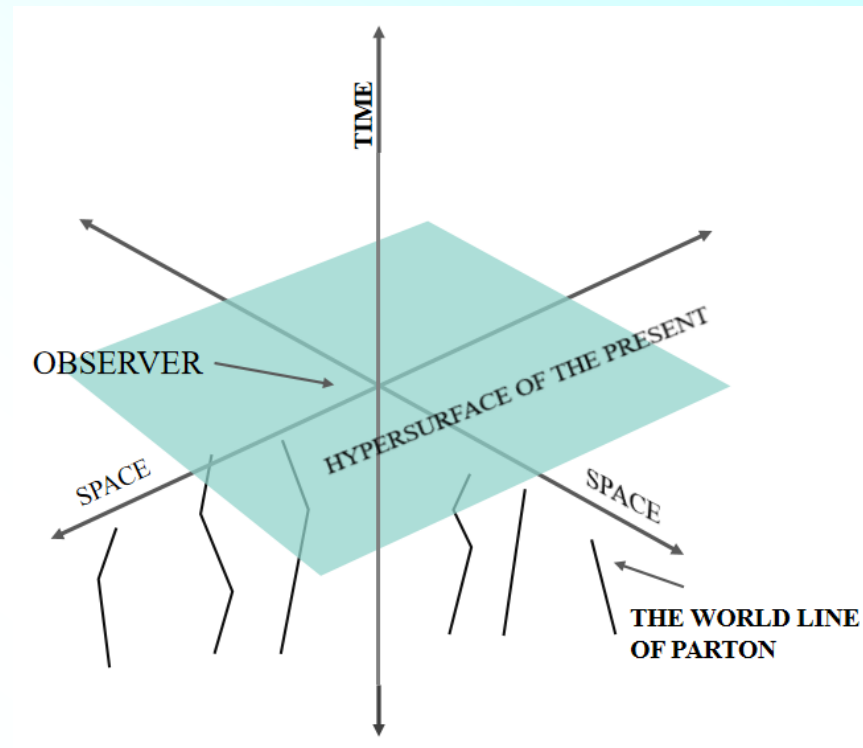 TIME
OBSERVER
HYPERSURFACE OF THE PRESENT
SPACE
SPACE
THE WORLD LINE
OF PARTON